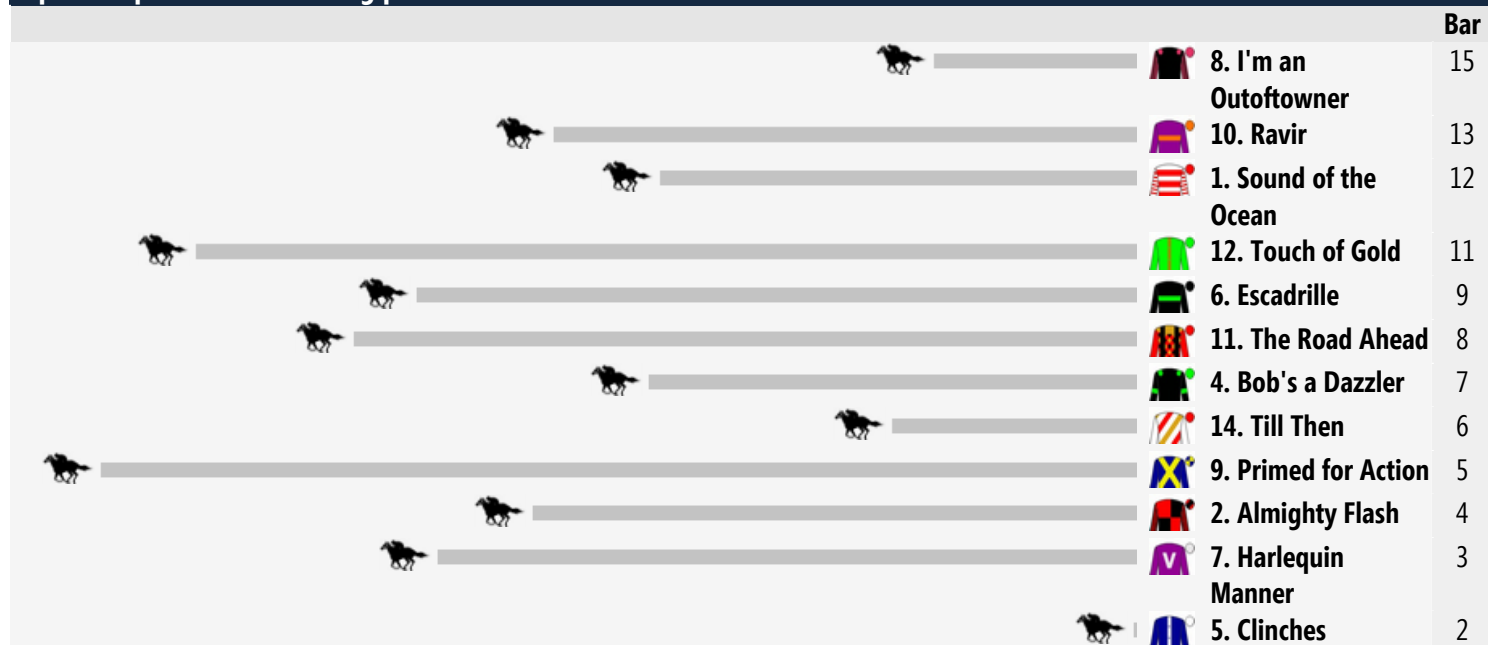 Bar
8. I'm an
Outoftowner
15
10. Ravir 13
1. Sound of the
Ocean
12
12. Touch of Gold 11
6. Escadrille 9
11. The Road Ahead 8
4. Bob's a Dazzler 7
14. Till Then 6
9. Primed for Action 5
2. Almighty Flash 4
7. Harlequin
Manner
3
5. Clinches 2
V